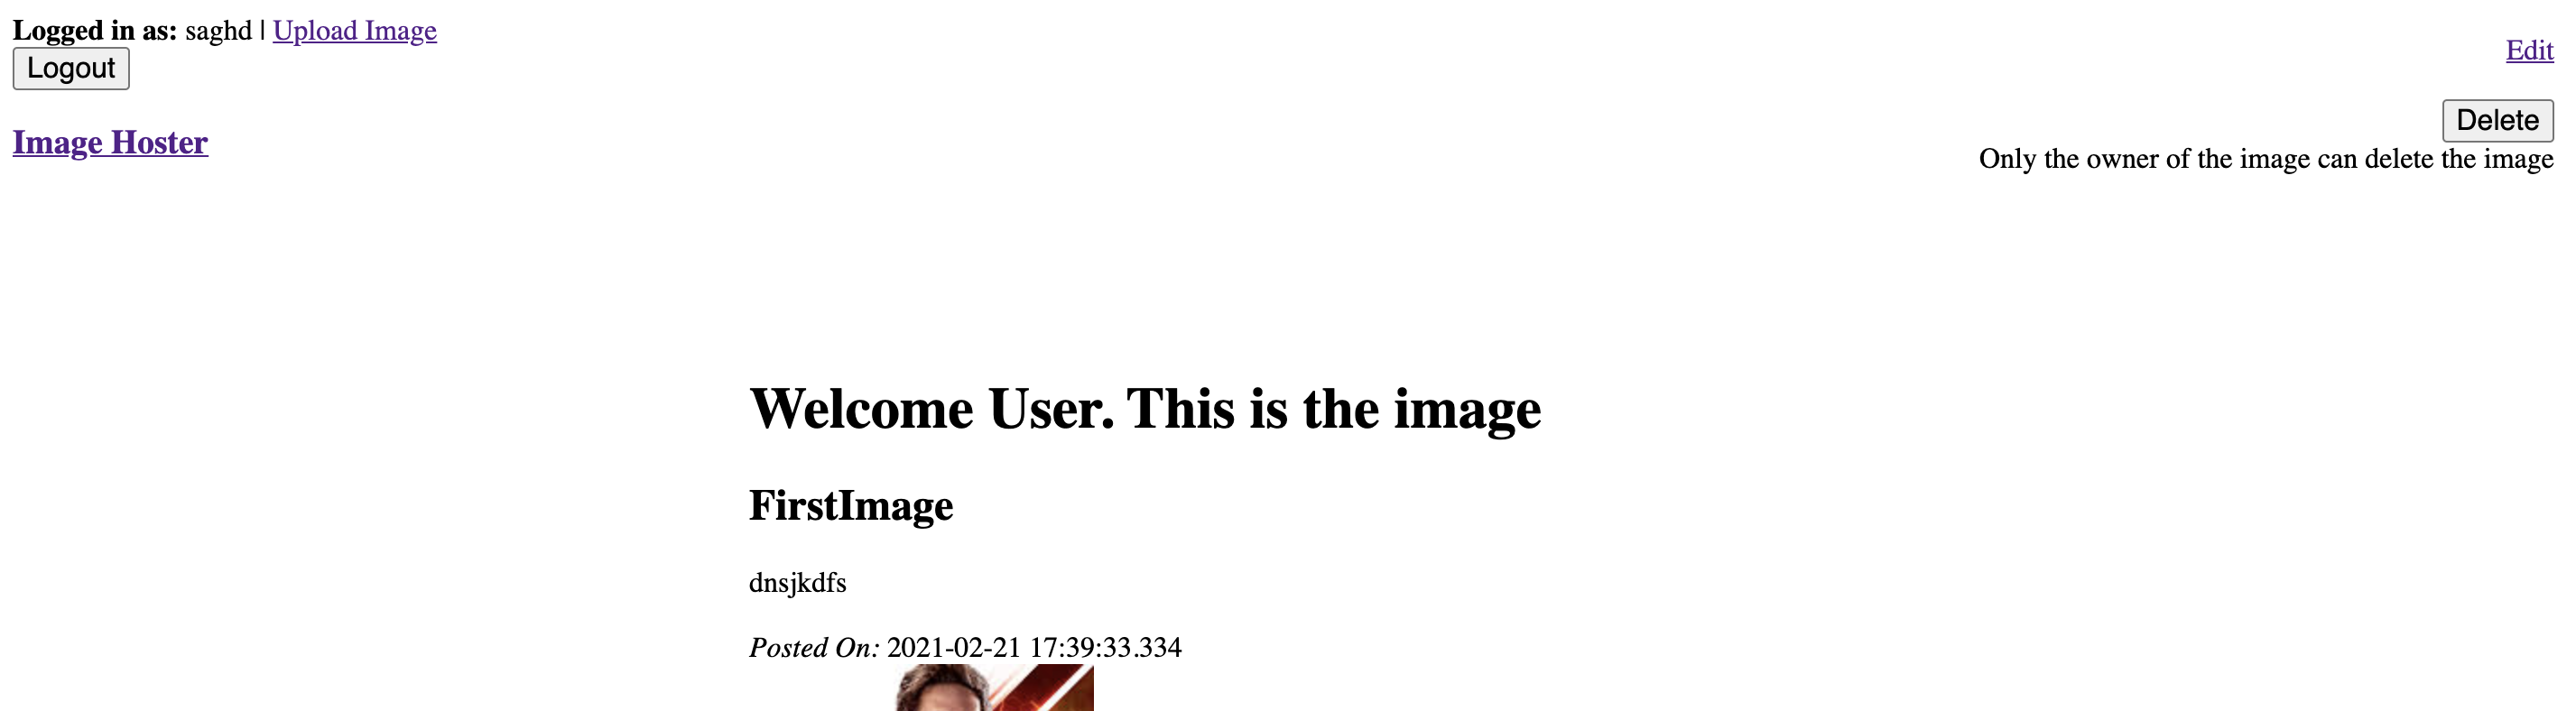 Logged in as: saghd | Upload Image
Logout
Edit
Delete
Image Hoster
Only the owner of the image can delete the image
Welcome User. This is the image
FirstImage
dnsjkdfs
Posted On: 2021-02-21 17:39:33.334